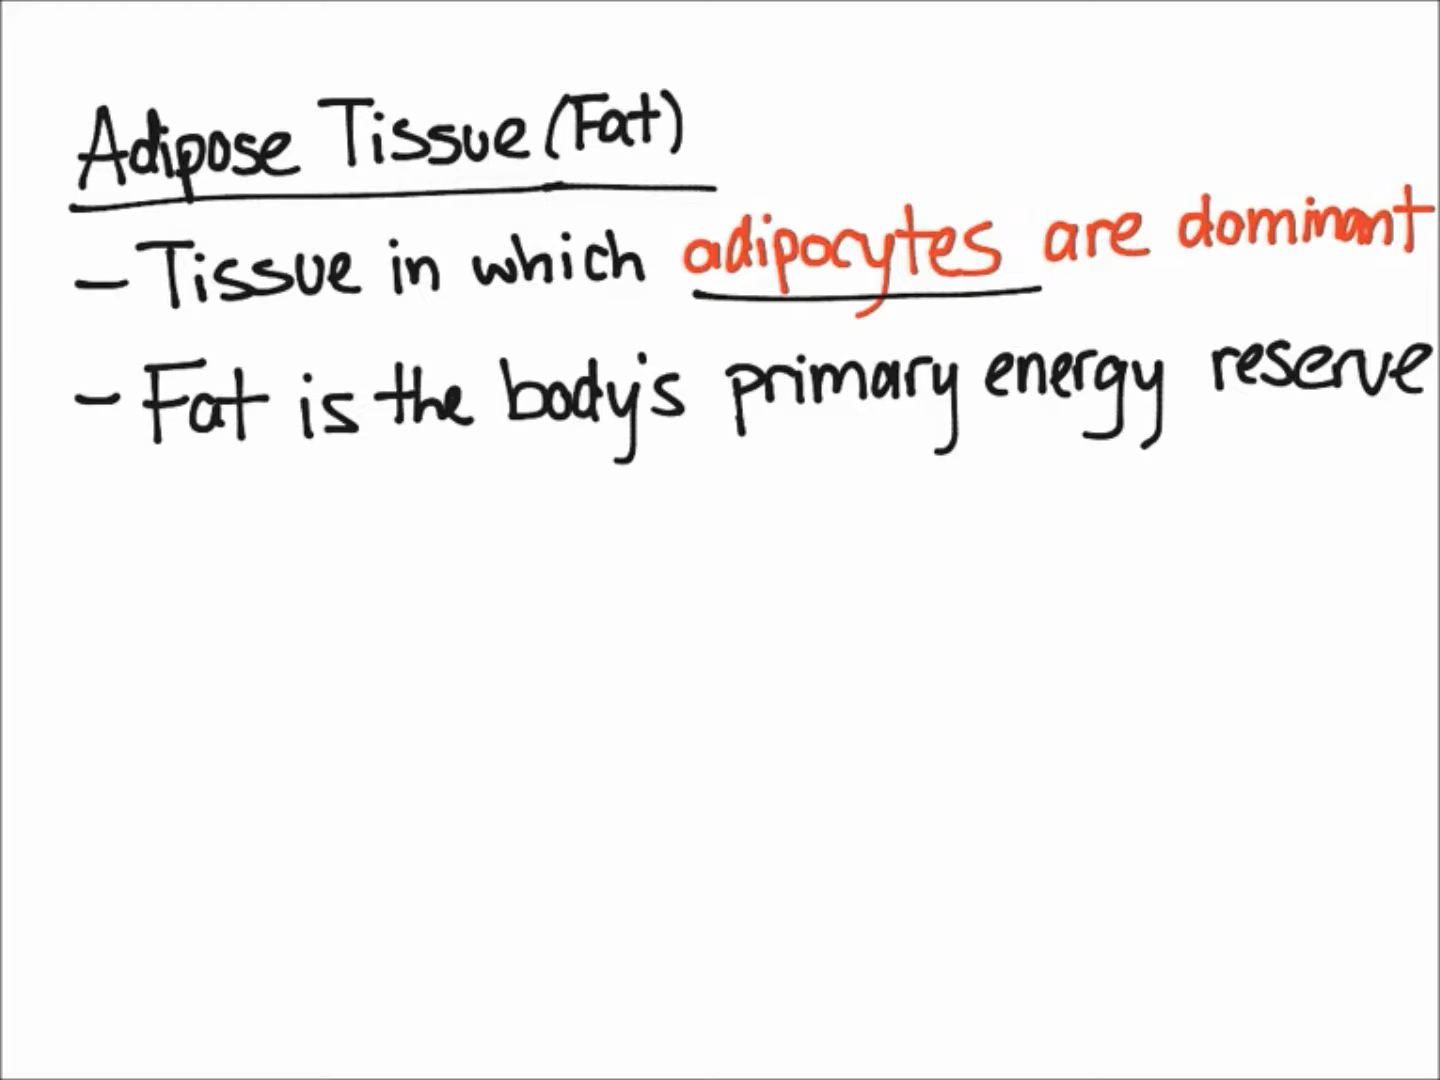 Adipose Tissue (Fat)
- Tissue in which adipocytes are dominant
- Fat is the body's primary energy reserve